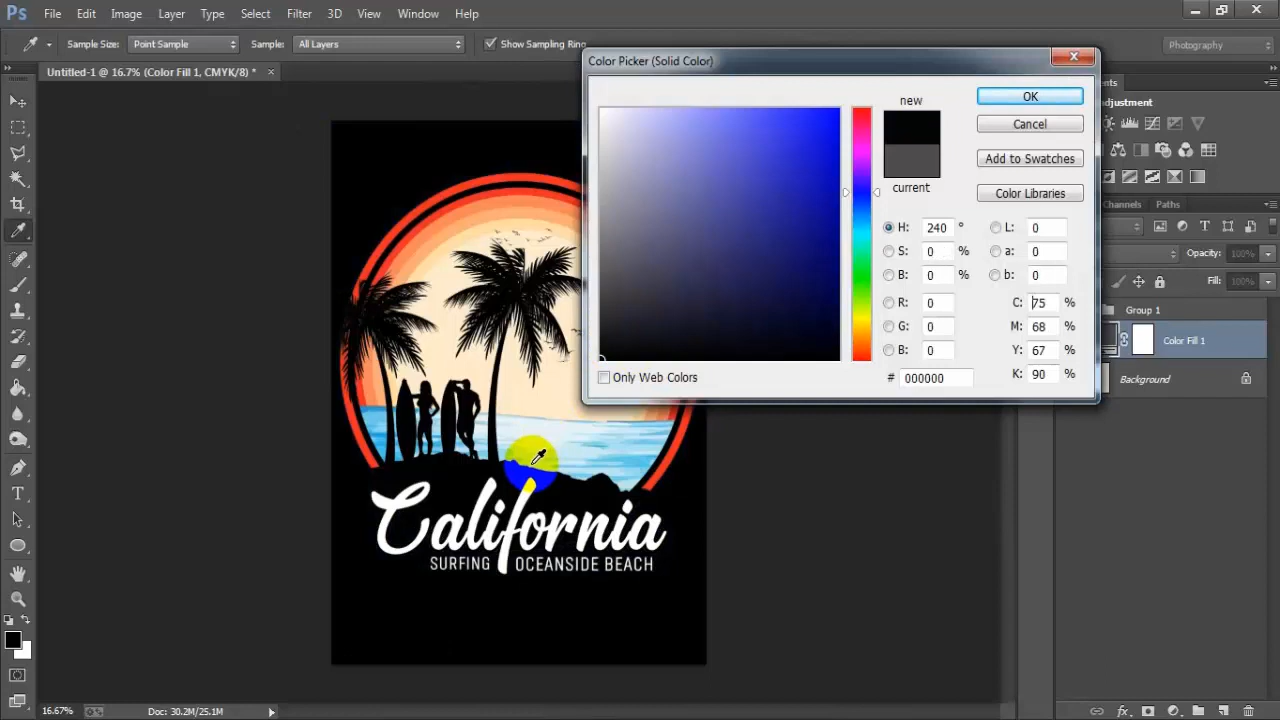 Ps File Edit Image Layer Type Select Filter 3D View Window Help
Sample Size: Point Sample Sample: All Layers Show Sampling Ring Photography
Untitled-1 @ 16.7% (Color Fill 1, CMYK/8) *
Color Picker (Solid Color)
new
current
OK
Cancel
Add to Swatches
Color Libraries
H: 240 °
S: 0 %
B: 0 %
R: 0
G: 0
B: 0
L: 0
a: 0
b: 0
C: 75 %
M: 68 %
Y: 67 %
K: 90 %
Only Web Colors
# 000000
Channels Paths
Opacity: 100%
Fill: 100%
Group 1
Color Fill 1
Background
California
SURFING OCEANSIDE BEACH
16.67% Doc: 30.2M/25.1M